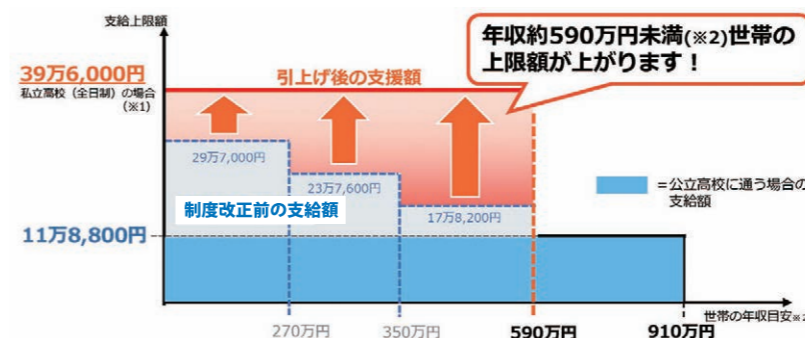 支給上限額
年収約590万円未満(※2)世帯の
上限額が上がります！
39万6,000円
私立高校（全日制）の場合
（※1）
引上げ後の支援額
29万7,000円
23万7,600円
17万8,200円
制度改正前の支給額
＝公立高校に通う場合の
支給額
11万8,800円
世帯の年収目安
270万円
350万円
590万円
910万円